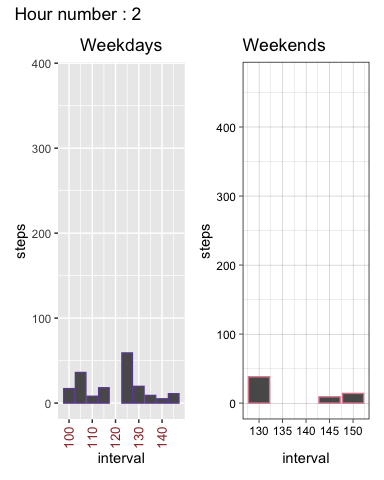 Hour number : 2
Weekdays
400
300
200
100
0
steps
100 110 120 130 140
interval
Weekends
400
300
200
100
0
steps
130 135 140 145 150
interval